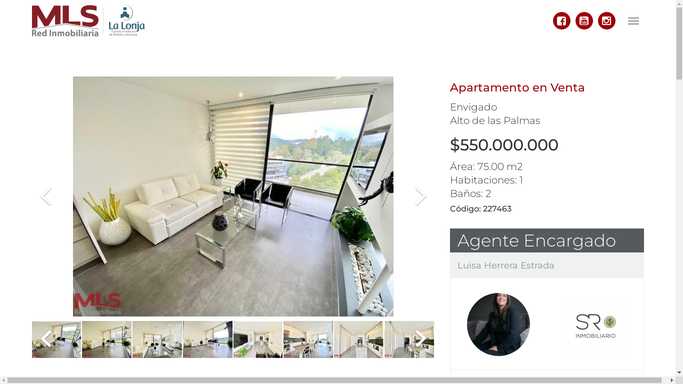 MLS
Red Inmobiliaria
La Lonja
Apartamento en Venta
Envigado
Alto de las Palmas
$550.000.000
Área: 75.00 m2
Habitaciones: 1
Baños: 2
Código: 227463
Agente Encargado
Luisa Herrera Estrada
SR
INMOBILIARIO
MLS